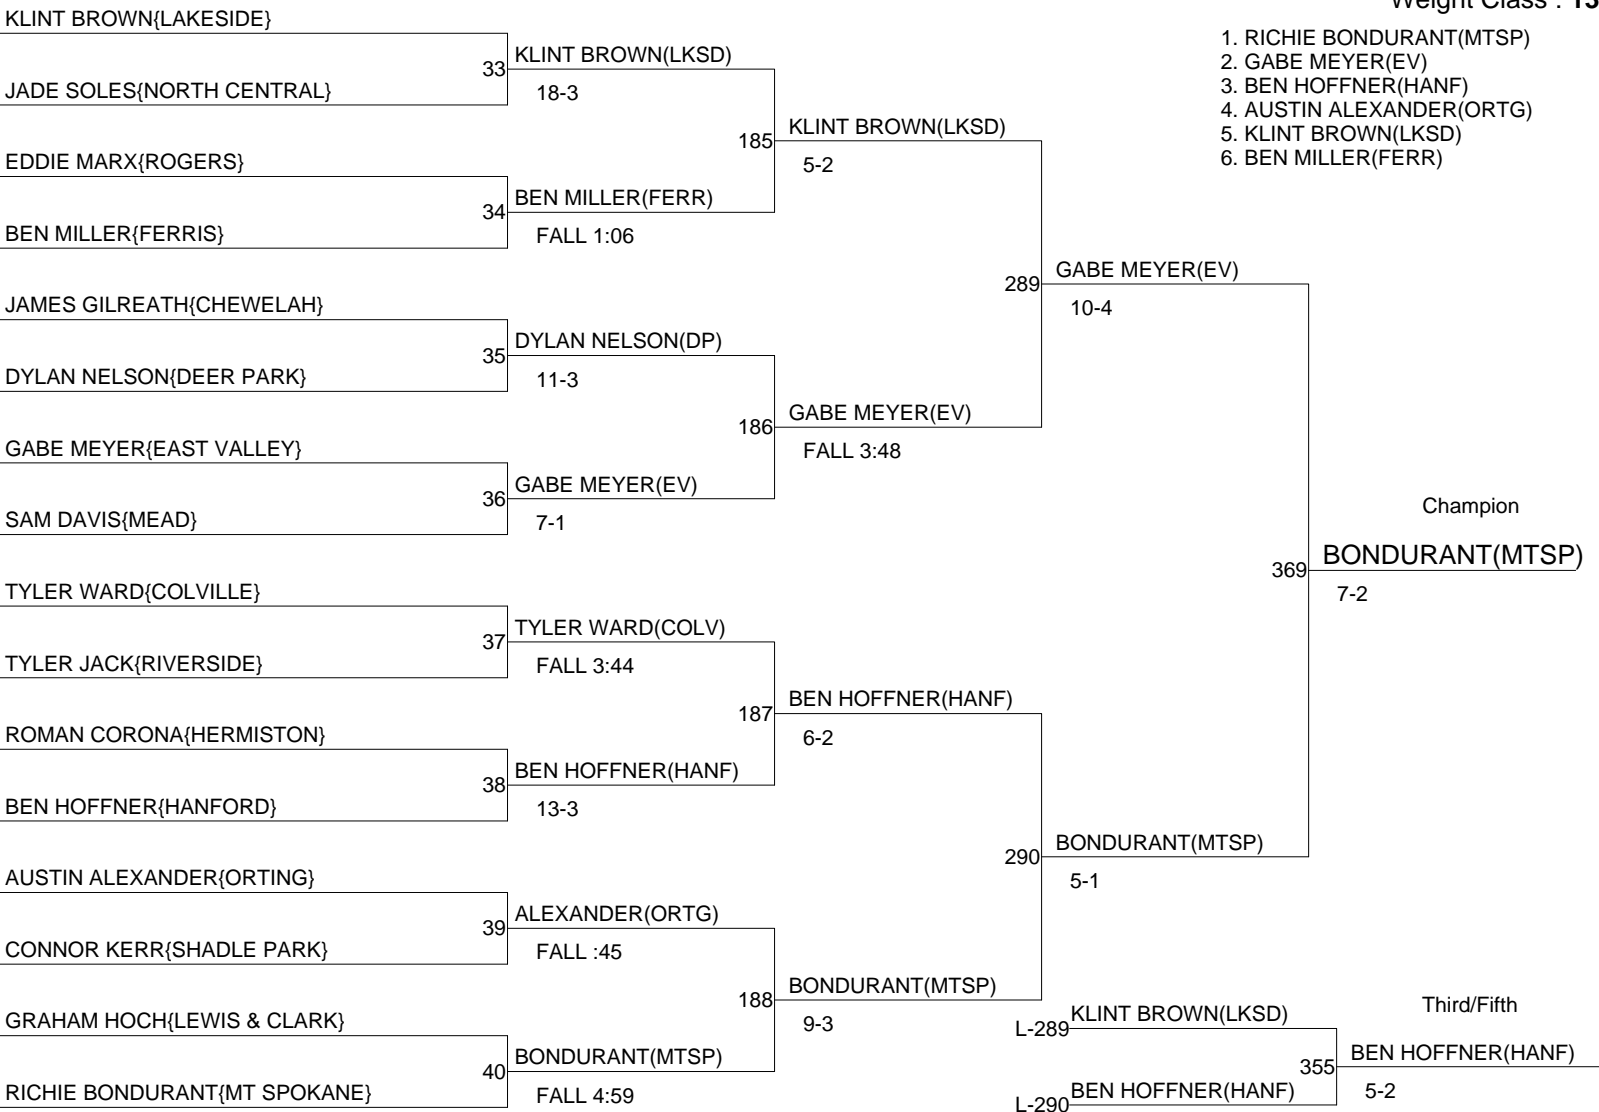 Weight Class : 13
1. RICHIE BONDURANT(MTSP)
2. GABE MEYER(EV)
3. BEN HOFFNER(HANF)
4. AUSTIN ALEXANDER(ORTG)
5. KLINT BROWN(LKSD)
6. BEN MILLER(FERR)
KLINT BROWN{LAKESIDE}
JADE SOLES{NORTH CENTRAL}
EDDIE MARX{ROGERS}
BEN MILLER{FERRIS}
JAMES GILREATH{CHEWELAH}
DYLAN NELSON{DEER PARK}
GABE MEYER{EAST VALLEY}
SAM DAVIS{MEAD}
TYLER WARD{COLVILLE}
TYLER JACK{RIVERSIDE}
ROMAN CORONA{HERMISTON}
BEN HOFFNER{HANFORD}
AUSTIN ALEXANDER{ORTING}
CONNOR KERR{SHADLE PARK}
GRAHAM HOCH{LEWIS & CLARK}
RICHIE BONDURANT{MT SPOKANE}
33 KLINT BROWN(LKSD)
18-3
34 BEN MILLER(FERR)
FALL 1:06
35 DYLAN NELSON(DP)
11-3
36 GABE MEYER(EV)
7-1
37 TYLER WARD(COLV)
FALL 3:44
38 BEN HOFFNER(HANF)
13-3
39 ALEXANDER(ORTG)
FALL :45
40 BONDURANT(MTSP)
FALL 4:59
185 KLINT BROWN(LKSD)
5-2
186 GABE MEYER(EV)
FALL 3:48
187 BEN HOFFNER(HANF)
6-2
188 BONDURANT(MTSP)
9-3
289 GABE MEYER(EV)
10-4
290 BONDURANT(MTSP)
5-1
Champion
369 BONDURANT(MTSP)
7-2
Third/Fifth
L-289 KLINT BROWN(LKSD)
L-290 BEN HOFFNER(HANF)
355 BEN HOFFNER(HANF)
5-2